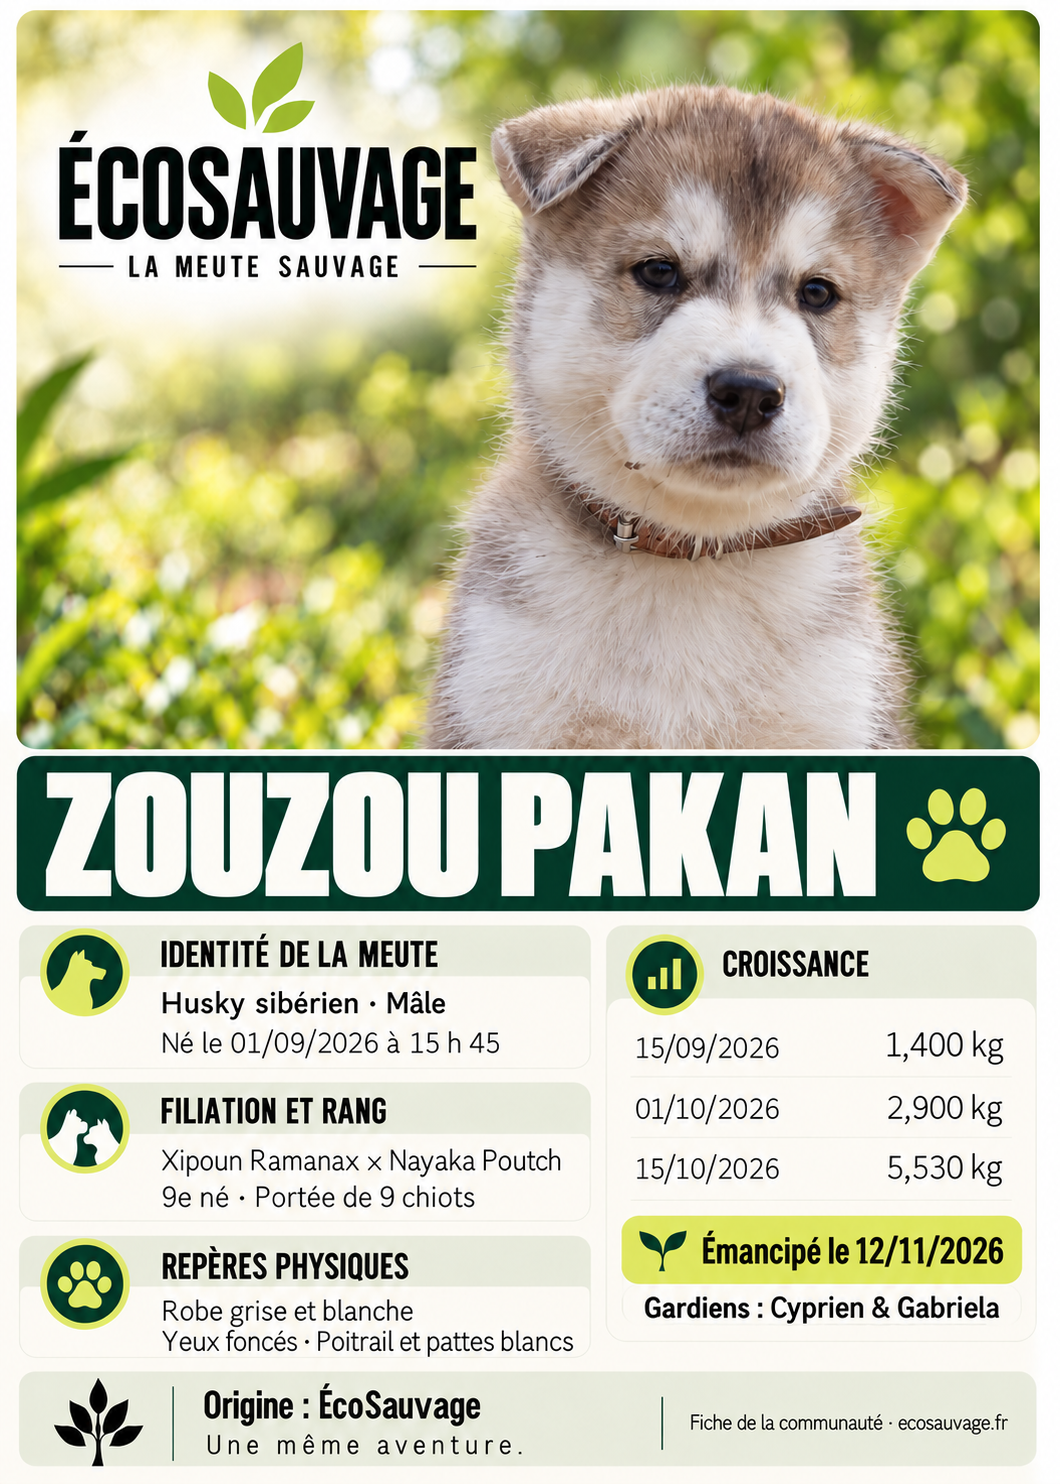 ÉCOSAUVAGE
LA MEUTE SAUVAGE
ZOUZOU PAKAN
IDENTITÉ DE LA MEUTE
Husky sibérien · Mâle
Né le 01/09/2026 à 15 h 45
FILIATION ET RANG
Xipoun Ramanax × Nayaka Poutch
9e né · Portée de 9 chiots
REPÈRES PHYSIQUES
Robe grise et blanche
Yeux foncés · Poitrail et pattes blancs
CROISSANCE
15/09/2026 1,400 kg
01/10/2026 2,900 kg
15/10/2026 5,530 kg
Émancipé le 12/11/2026
Gardiens : Cyprien & Gabriela
Origine : ÉcoSauvage
Une même aventure.
Fiche de la communauté · ecosauvage.fr